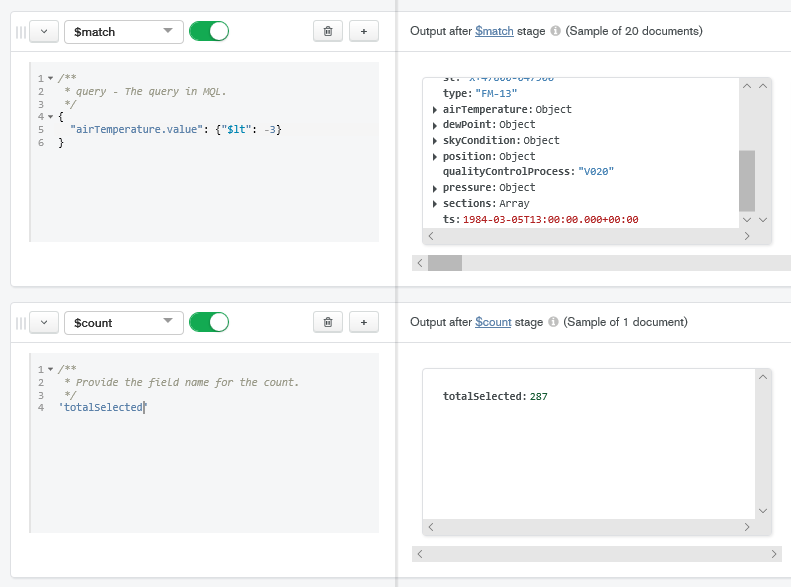 $match
+
Output after $match stage (Sample of 20 documents)
1 /**
2 * query - The query in MQL.
3 */
4 {
5 "airTemperature.value": {"$lt": -3}
6 }
st: "x+47600-047900"
type: "FM-13"
airTemperature: Object
dewPoint: Object
skyCondition: Object
position: Object
qualityControlProcess: "V020"
pressure: Object
sections: Array
ts: 1984-03-05T13:00:00.000+00:00
$count
+
Output after $count stage (Sample of 1 document)
1 /**
2 * Provide the field name for the count.
3 */
4 'totalSelected'
totalSelected: 287